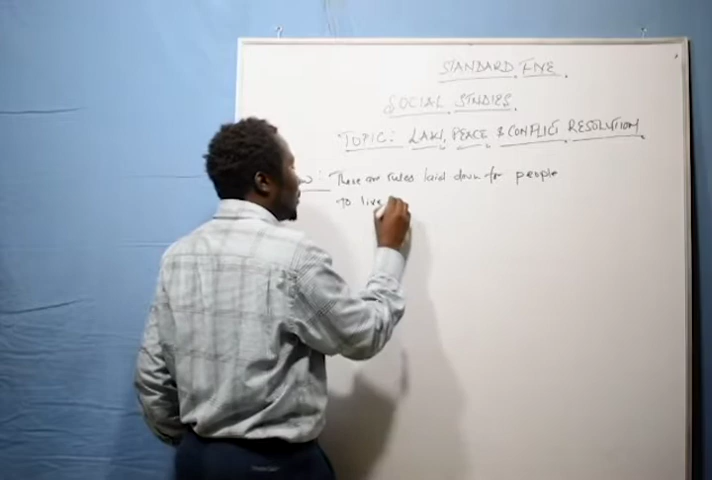 STANDARD FIVE.
SOCIAL STUDIES.
TOPIC: LAW, PEACE & CONFLICT RESOLUTION.
: These are rules laid down for people
to live